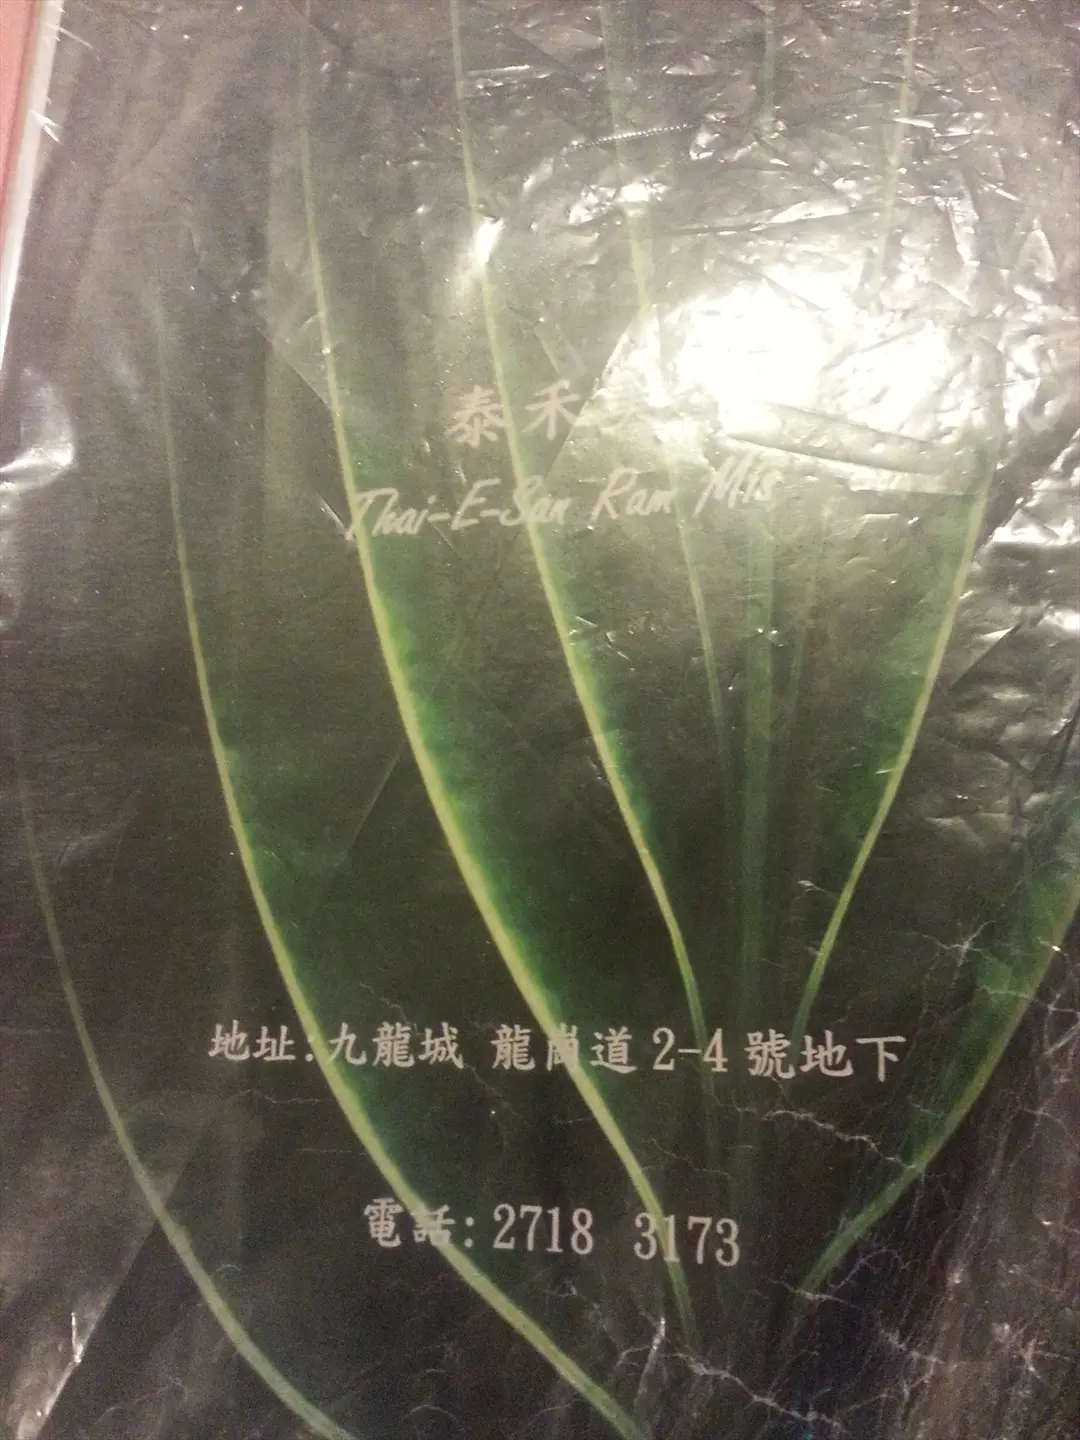 泰禾
Thai-E-San Ram Mit
地址:九龍城 龍崗道2-4號地下
電話:2718 3173